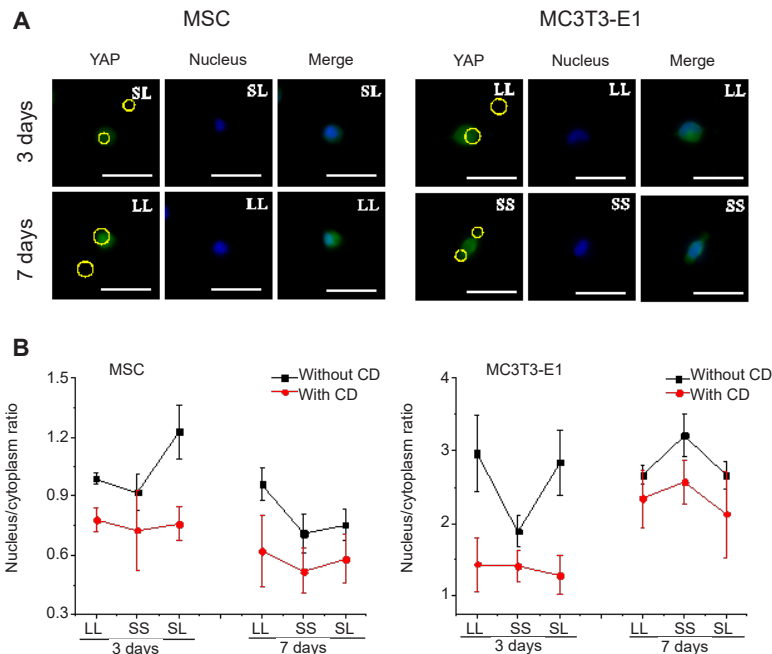 A
MSC
MC3T3-E1
YAP Nucleus Merge YAP Nucleus Merge
3 days
SL SL SL LL LL LL
7 days
LL LL LL SS SS SS
B
MSC
Without CD
With CD
Nucleus/cytoplasm ratio
1.5
1.2
0.9
0.6
0.3
LL SS SL LL SS SL
3 days 7 days
MC3T3-E1
Without CD
With CD
Nucleus/cytoplasm ratio
4
3
2
1
LL SS SL LL SS SL
3 days 7 days